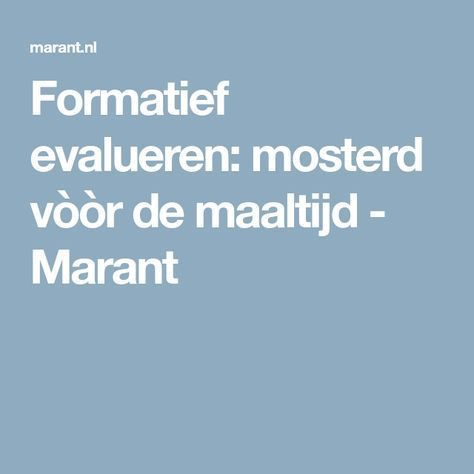 marant.nl
Formatief
evalueren: mosterd
vòòr de maaltijd -
Marant